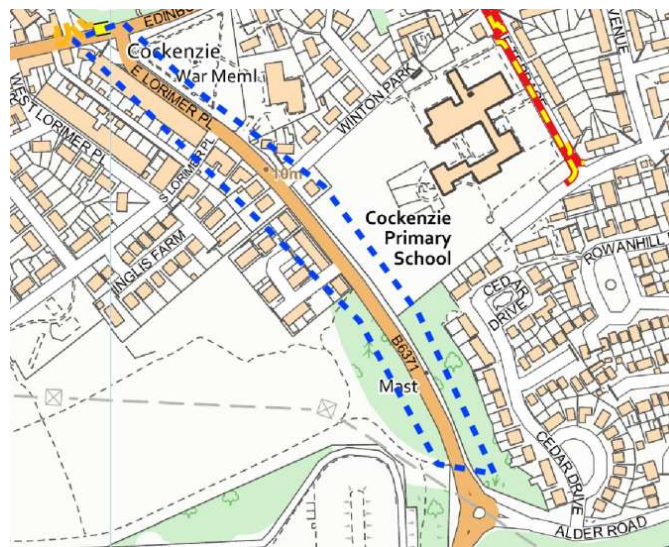 EDINBU
Cockenzie
War Meml
E LORIMER PL
WEST LORIMER PL
WINTON PARK
AVENUE
S LORIMER PL
10m
Cockenzie
Primary
School
INGLIS FARM
ROWANHILL
CEDAR
DRIVE
B6371
Mast
CEDAR DRIVE
ALDER ROAD